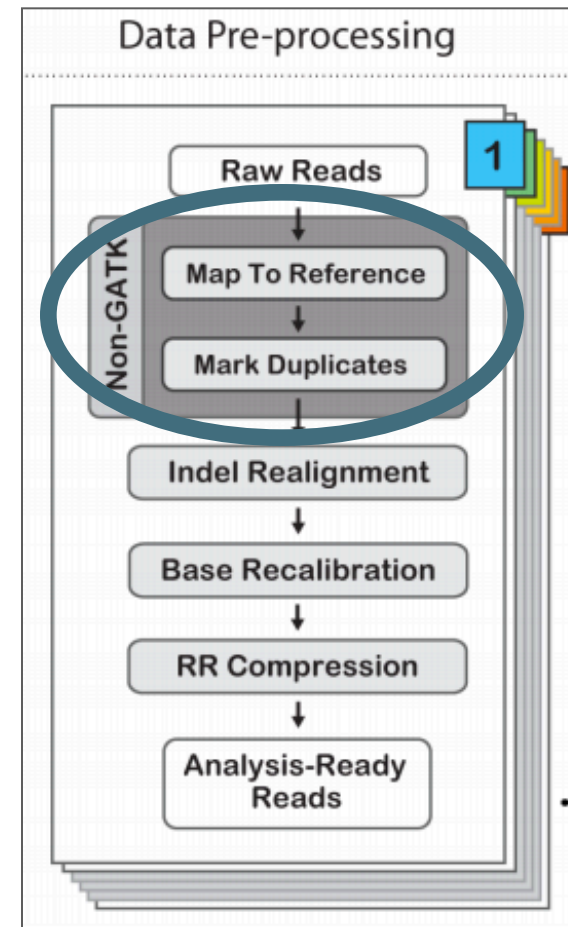 Data Pre-processing
1
Raw Reads
Non-GATK
Map To Reference
Mark Duplicates
Indel Realignment
Base Recalibration
RR Compression
Analysis-Ready
Reads